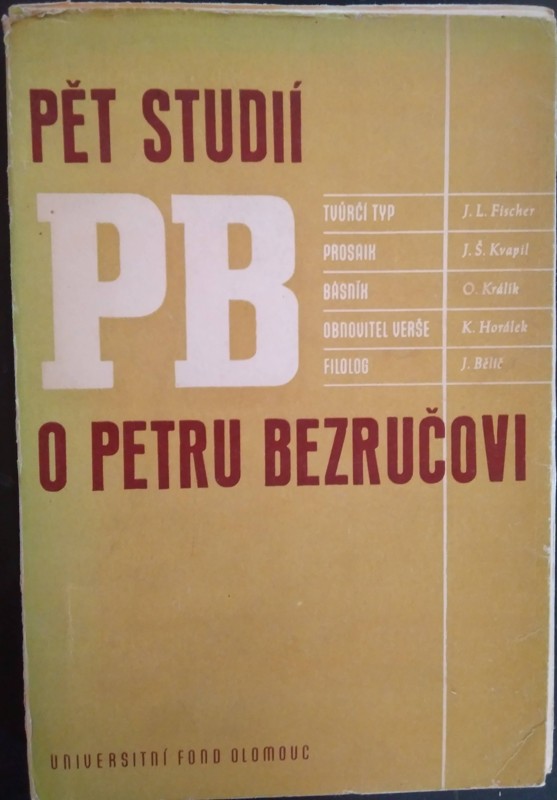 PĚT STUDIÍ
PB
TVŮRČÍ TYP J. L. Fischer
PROSAIK J. Š. Kvapil
BÁSNÍK O. Králík
OBNOVITEL VERŠE K. Horálek
FILOLOG J. Bělič
O PETRU BEZRUČOVI
UNIVERSITNÍ FOND OLOMOUC